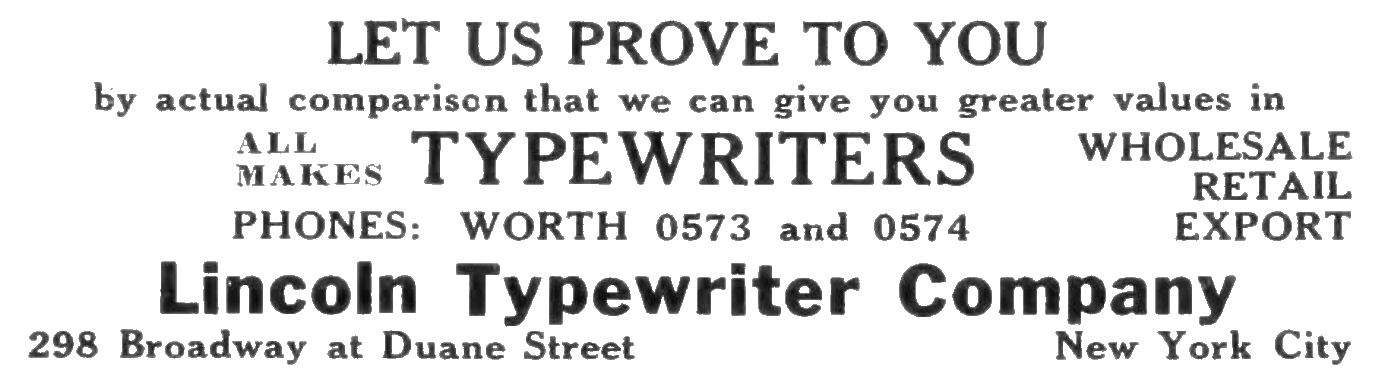 LET US PROVE TO YOU
by actual comparison that we can give you greater values in
ALL MAKES TYPEWRITERS
WHOLESALE
RETAIL
EXPORT
PHONES: WORTH 0573 and 0574
Lincoln Typewriter Company
298 Broadway at Duane Street New York City